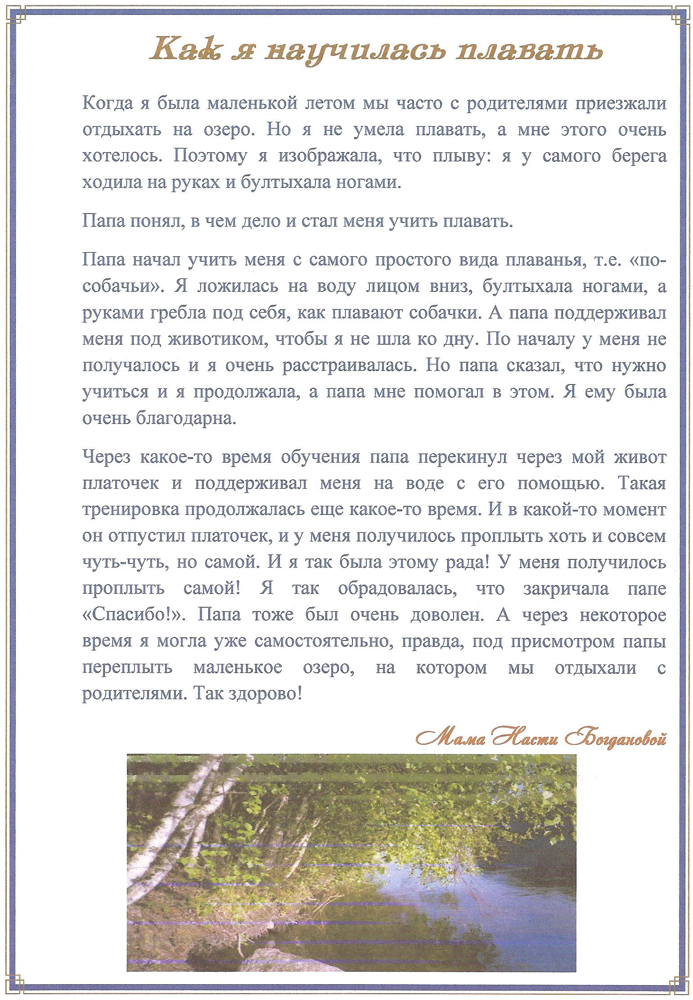 Как я научилась плавать
Когда я была маленькой летом мы часто с родителями приезжали
отдыхать на озеро. Но я не умела плавать, а мне этого очень
хотелось. Поэтому я изображала, что плыву: я у самого берега
ходила на руках и бултыхала ногами.
Папа понял, в чем дело и стал меня учить плавать.
Папа начал учить меня с самого простого вида плаванья, т.е. «по-
собачьи». Я ложилась на воду лицом вниз, бултыхала ногами, а
руками гребла под себя, как плавают собачки. А папа поддерживал
меня под животиком, чтобы я не шла ко дну. По началу у меня не
получалось и я очень расстраивалась. Но папа сказал, что нужно
учиться и я продолжала, а папа мне помогал в этом. Я ему была
очень благодарна.
Через какое-то время обучения папа перекинул через мой живот
платочек и поддерживал меня на воде с его помощью. Такая
тренировка продолжалась еще какое-то время. И в какой-то момент
он отпустил платочек, и у меня получилось проплыть хоть и совсем
чуть-чуть, но самой. И я так была этому рада! У меня получилось
проплыть самой! Я так обрадовалась, что закричала папе
«Спасибо!». Папа тоже был очень доволен. А через некоторое
время я могла уже самостоятельно, правда, под присмотром папы
переплыть маленькое озеро, на котором мы отдыхали с
родителями. Так здорово!
Мама Насти Богдановой